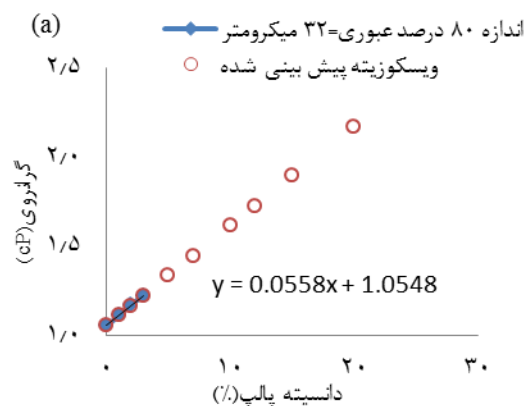 (a)
اندازه ۸۰ درصد عبوری=۳۲ میکرومتر
ویسکوزیته پیش بینی شده
۲٫۵
۲٫۰
۱٫۵
۱٫۰
گرانروی(cP)
y = 0.0558x + 1.0548
۰ ۱۰ ۲۰ ۳۰
دانسیته پالپ(٪)